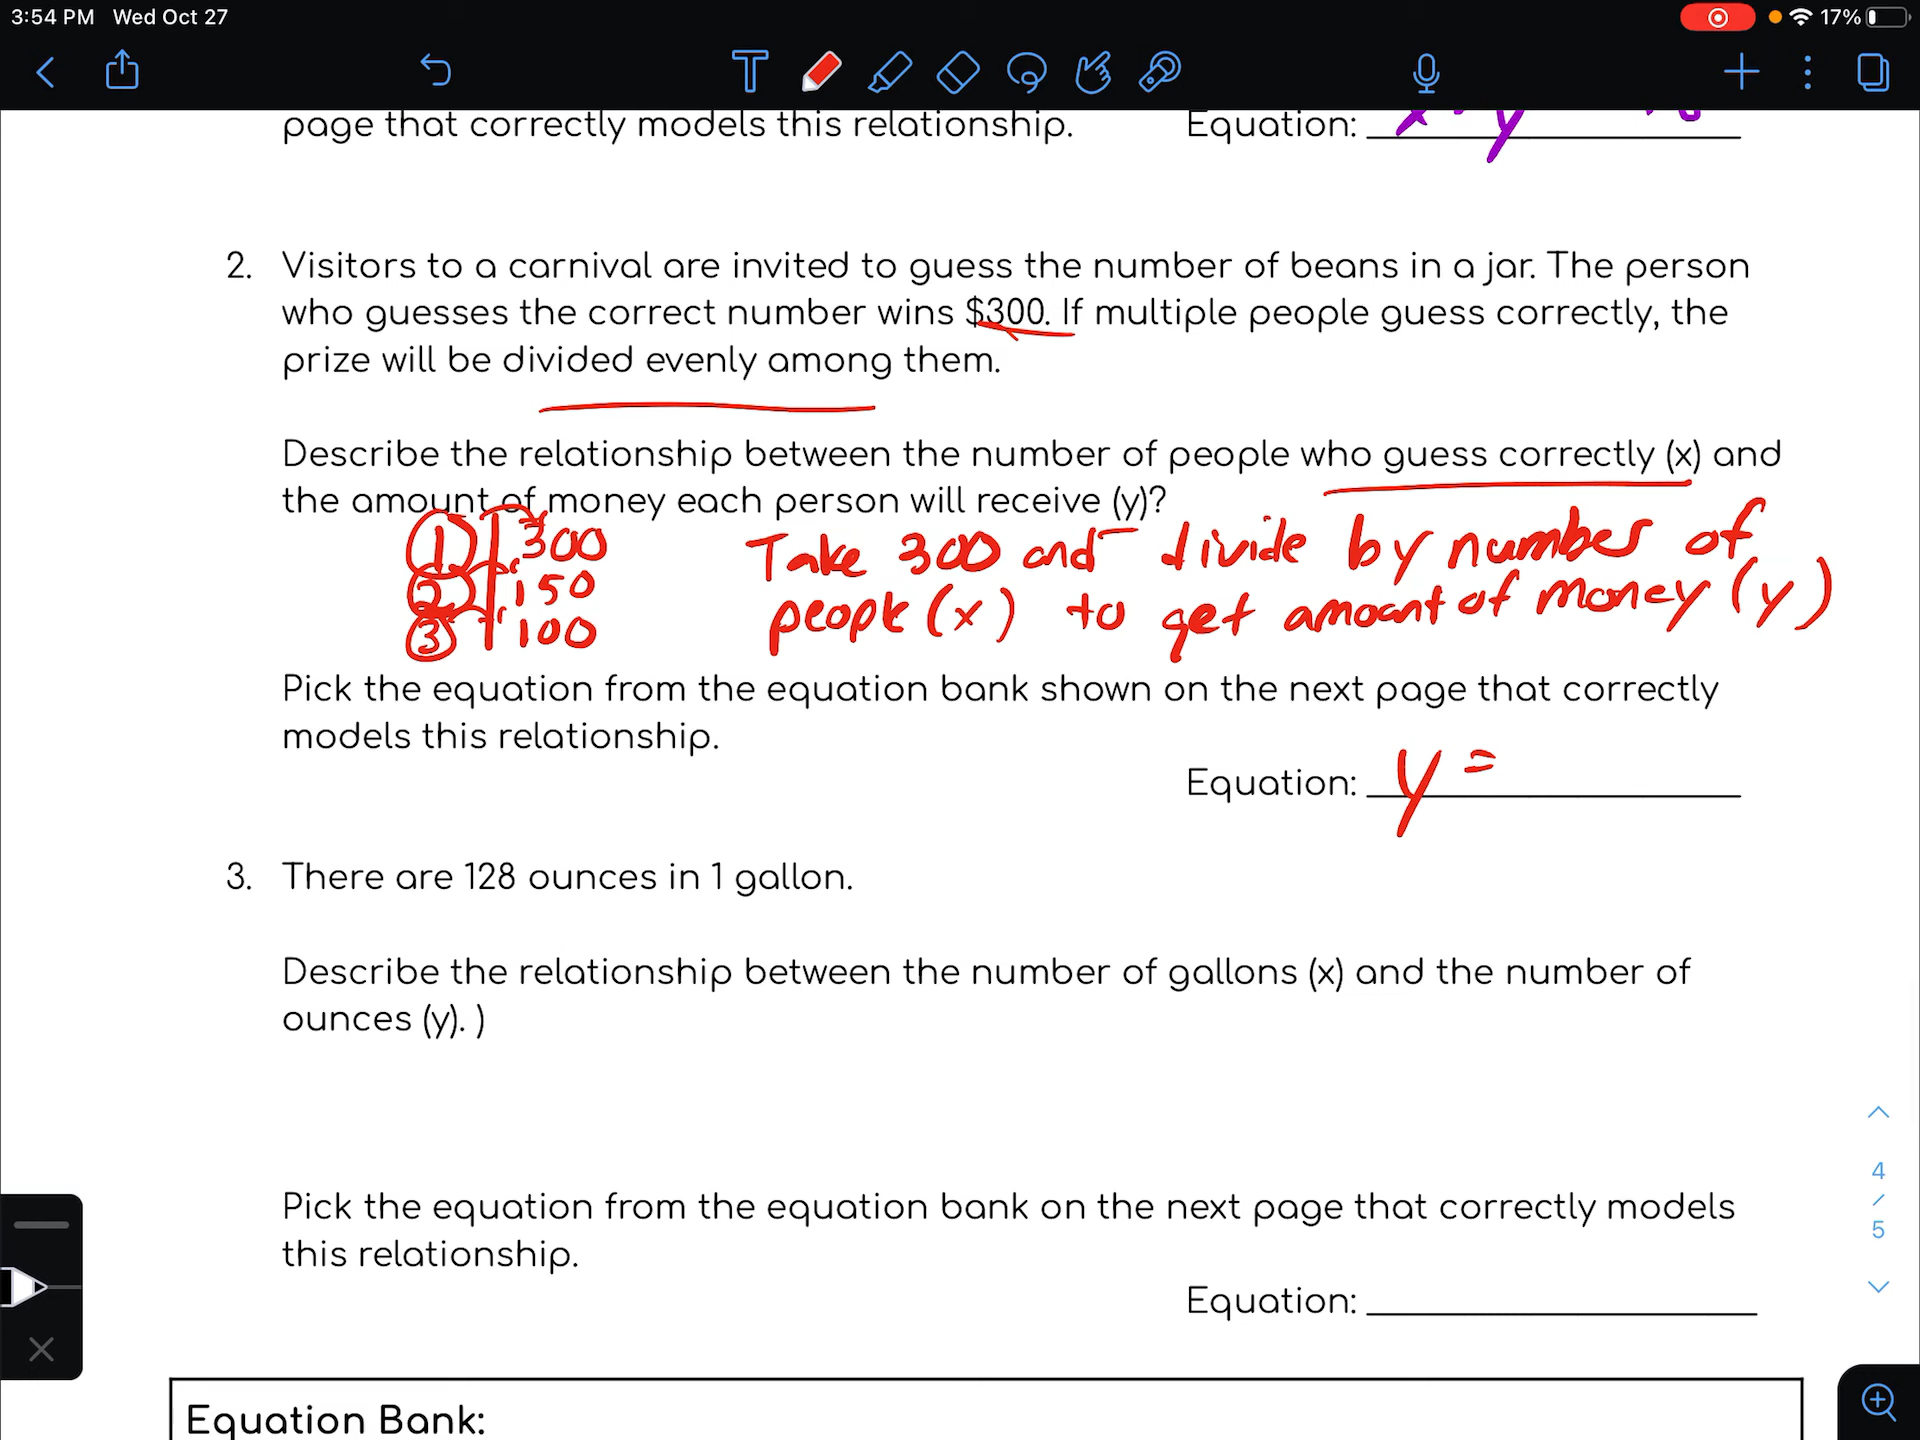 3:54 PM Wed Oct 27
17%
page that correctly models this relationship.
Equation:
2. Visitors to a carnival are invited to guess the number of beans in a jar. The person
who guesses the correct number wins $300. If multiple people guess correctly, the
prize will be divided evenly among them.
Describe the relationship between the number of people who guess correctly (x) and
the amount of money each person will receive (y)?
1 300
2 150
3 100
Take 300 and divide by number of
people (x) to get amount of money (y)
Pick the equation from the equation bank shown on the next page that correctly
models this relationship.
Equation: y =
3. There are 128 ounces in 1 gallon.
Describe the relationship between the number of gallons (x) and the number of
ounces (y). )
4
/
5
Pick the equation from the equation bank on the next page that correctly models
this relationship.
Equation:
Equation Bank: